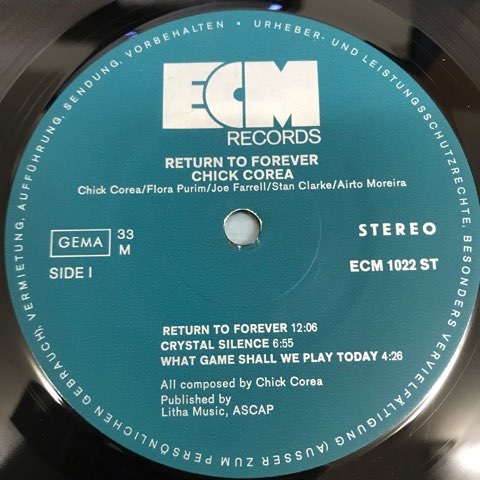 URHEBER- UND LEISTUNGSSCHUTZRECHTE, BESONDERS VERVIELFÄLTIGUNG (AUSSER ZUM PERSÖNLICHEN GEBRAUCH), VERMIETUNG, AUFFÜHRUNG, SENDUNG, VORBEHALTEN •
ECM
RECORDS
RETURN TO FOREVER
CHICK COREA
Chick Corea/Flora Purim/Joe Farrell/Stan Clarke/Airto Moreira
GEMA
33
M
STEREO
SIDE I
ECM 1022 ST
RETURN TO FOREVER 12:06
CRYSTAL SILENCE 6:55
WHAT GAME SHALL WE PLAY TODAY 4:26
All composed by Chick Corea
Published by
Litha Music, ASCAP